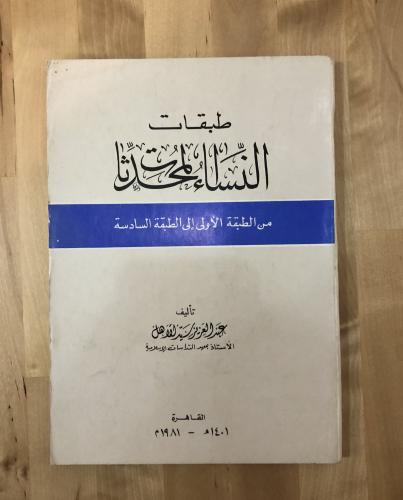 طبقات
النساء المحدثات
من الطبقة الأولى إلى الطبقة السادسة
تأليف
عبد العزيز سيد الأهل
الأستاذ بمعهد الدراسات الإسلامية
القاهرة
١٤٠١هـ - ١٩٨١م